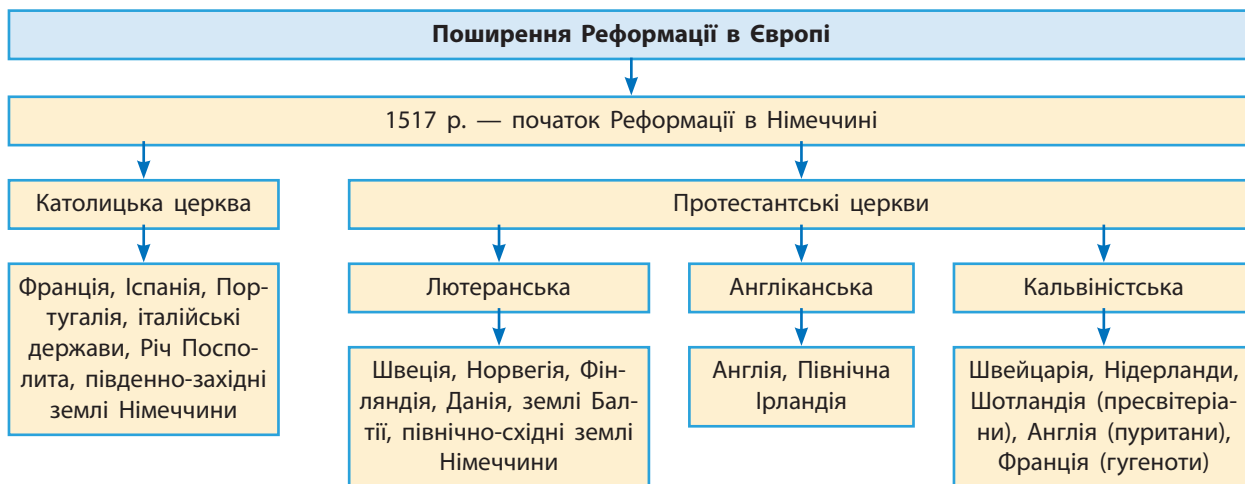 Поширення Реформації в Європі
1517 р. — початок Реформації в Німеччині
Католицька церква
Протестантські церкви
Франція, Іспанія, Пор-
тугалія, італійські
держави, Річ Поспо-
лита, південно-західні
землі Німеччини
Лютеранська
Швеція, Норвегія, Фін-
ляндія, Данія, землі Бал-
тії, північно-східні землі
Німеччини
Англіканська
Англія, Північна
Ірландія
Кальвіністська
Швейцарія, Нідерланди,
Шотландія (пресвітеріа-
ни), Англія (пуритани),
Франція (гугеноти)